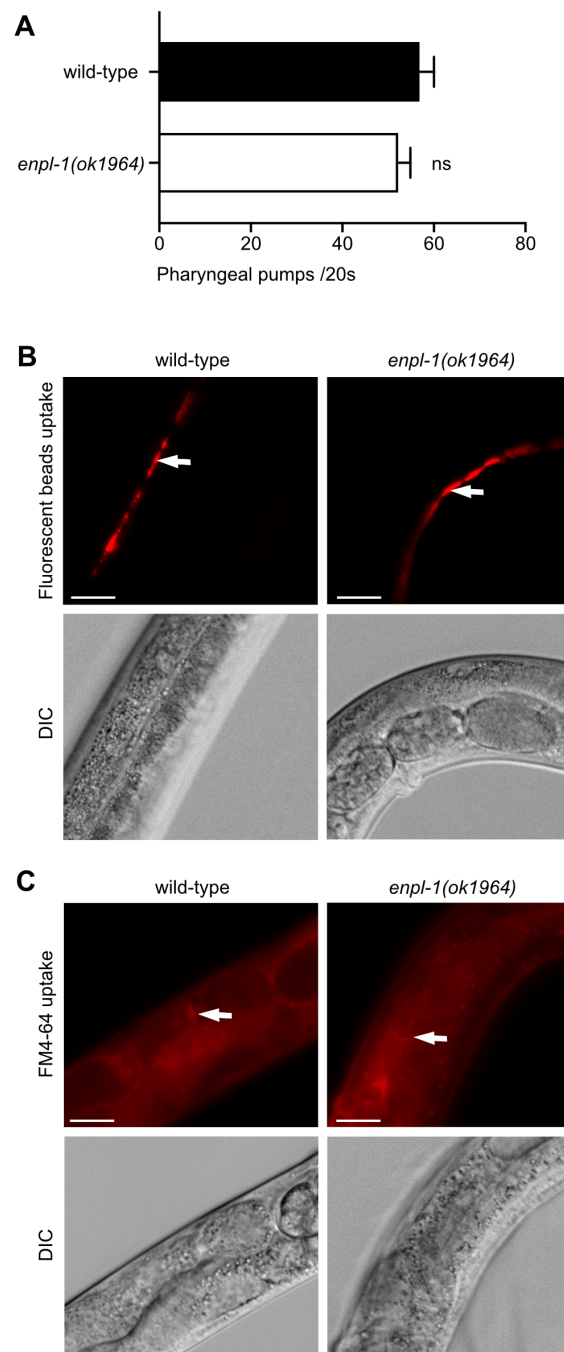 A
wild-type
enpl-1(ok1964)
ns
0 20 40 60 80
Pharyngeal pumps /20s
B
wild-type enpl-1(ok1964)
Fluorescent beads uptake
DIC
C
wild-type enpl-1(ok1964)
FM4-64 uptake
DIC